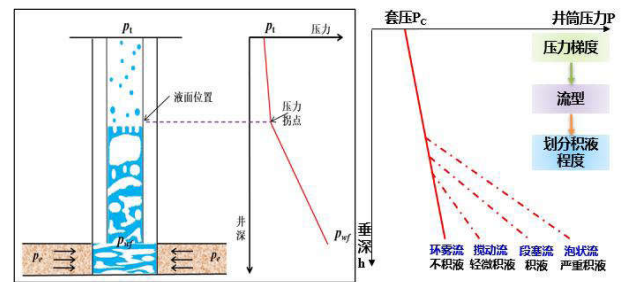 p_t
液面位置
p_wf
p_e
p_e
p_t
压力
压力
拐点
井
深
p_wf
套压P_C
井筒压力P
压力梯度
流型
划分积液
程度
垂
深
h
环雾流
不积液
搅动流
轻微积液
段塞流
积液
泡状流
严重积液